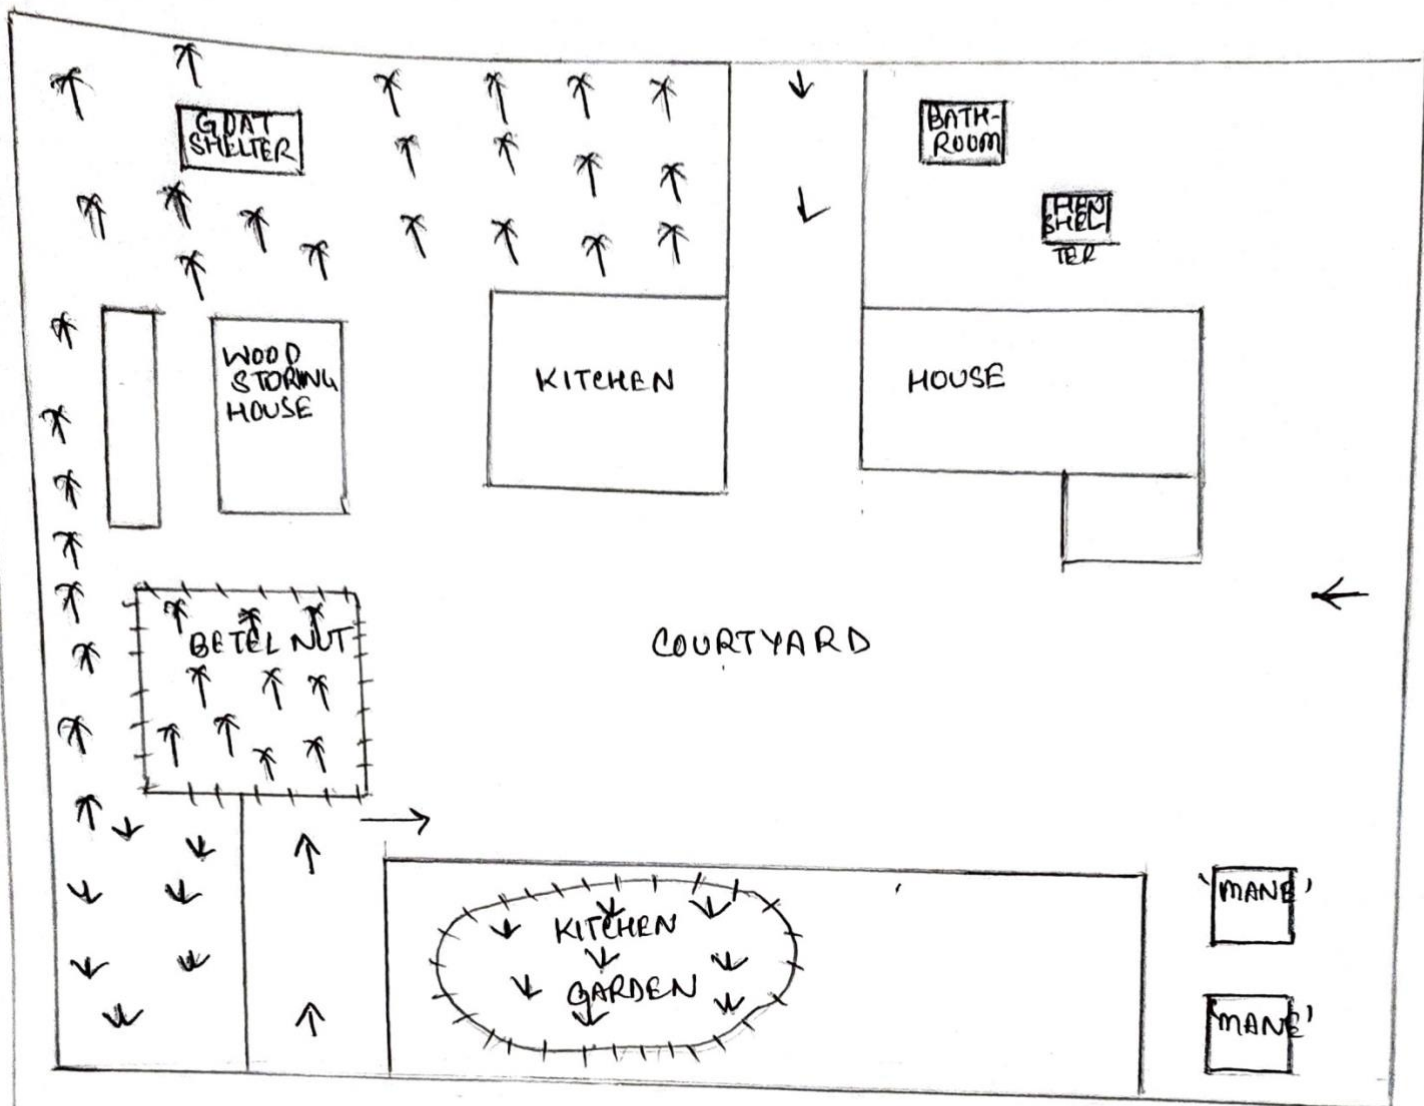 GOAT
SHELTER
BATH-
ROOM
HEN
SHEL
TER
WOOD
STORING
HOUSE
KITCHEN
HOUSE
BETEL NUT
COURTYARD
KITCHEN
GARDEN
'MANE'
'MANE'